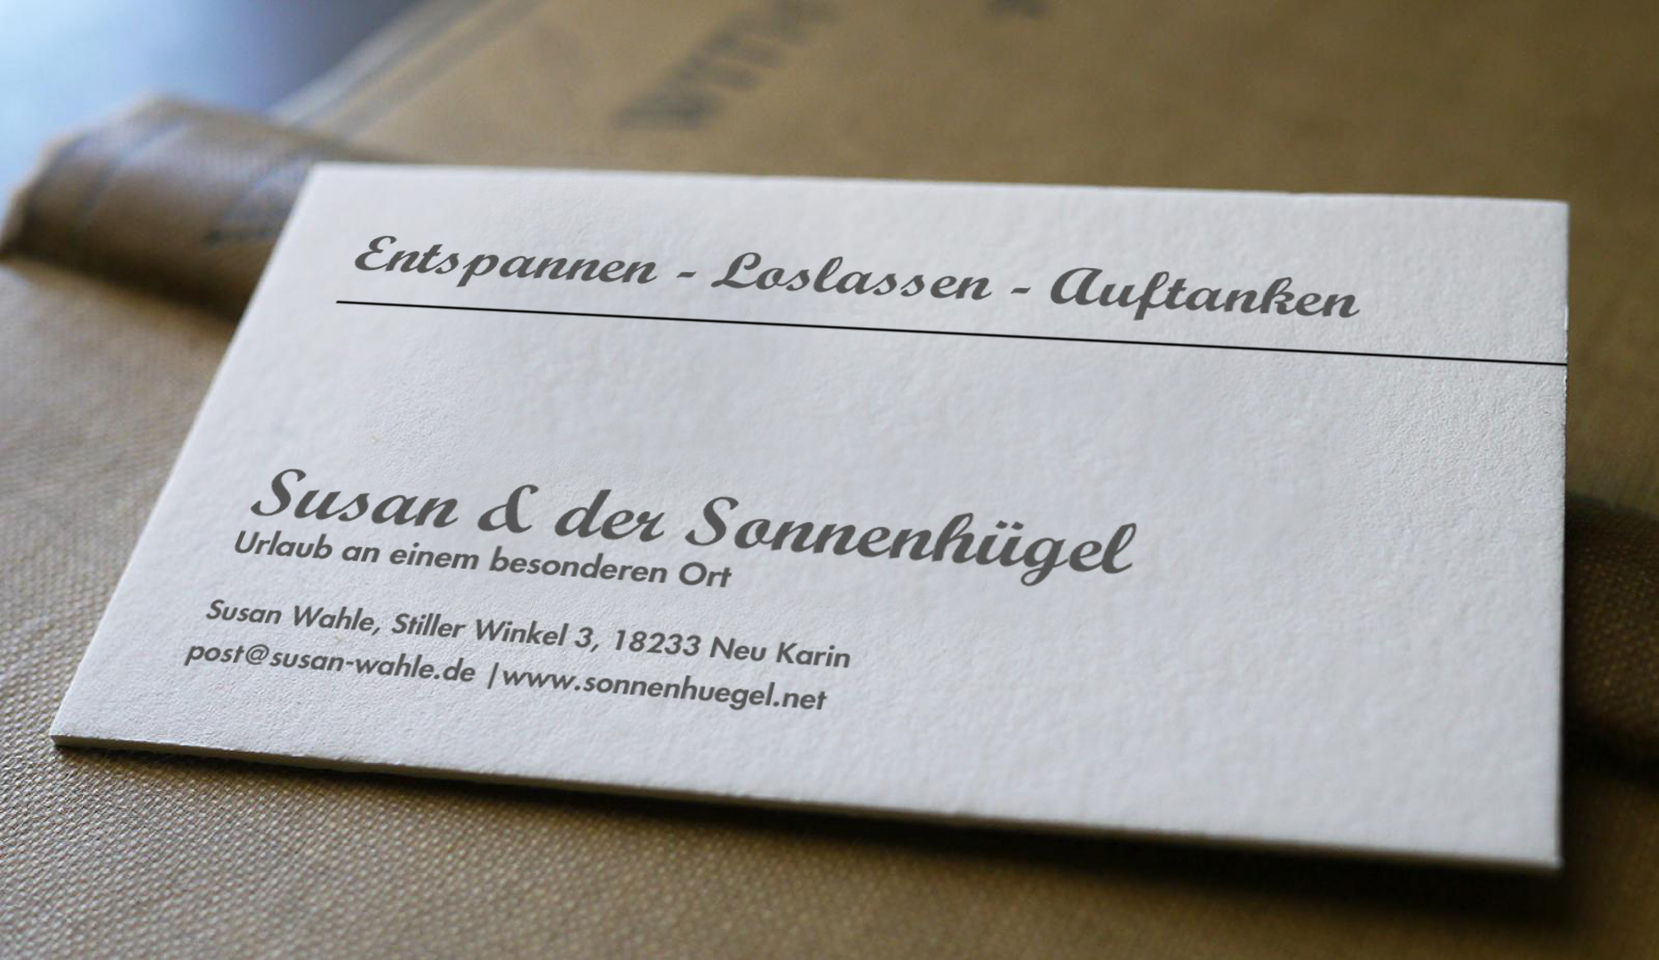 Entspannen - Loslassen - Auftanken
Susan & der Sonnenhügel
Urlaub an einem besonderen Ort
Susan Wahle, Stiller Winkel 3, 18233 Neu Karin
post@susan-wahle.de |www.sonnenhuegel.net